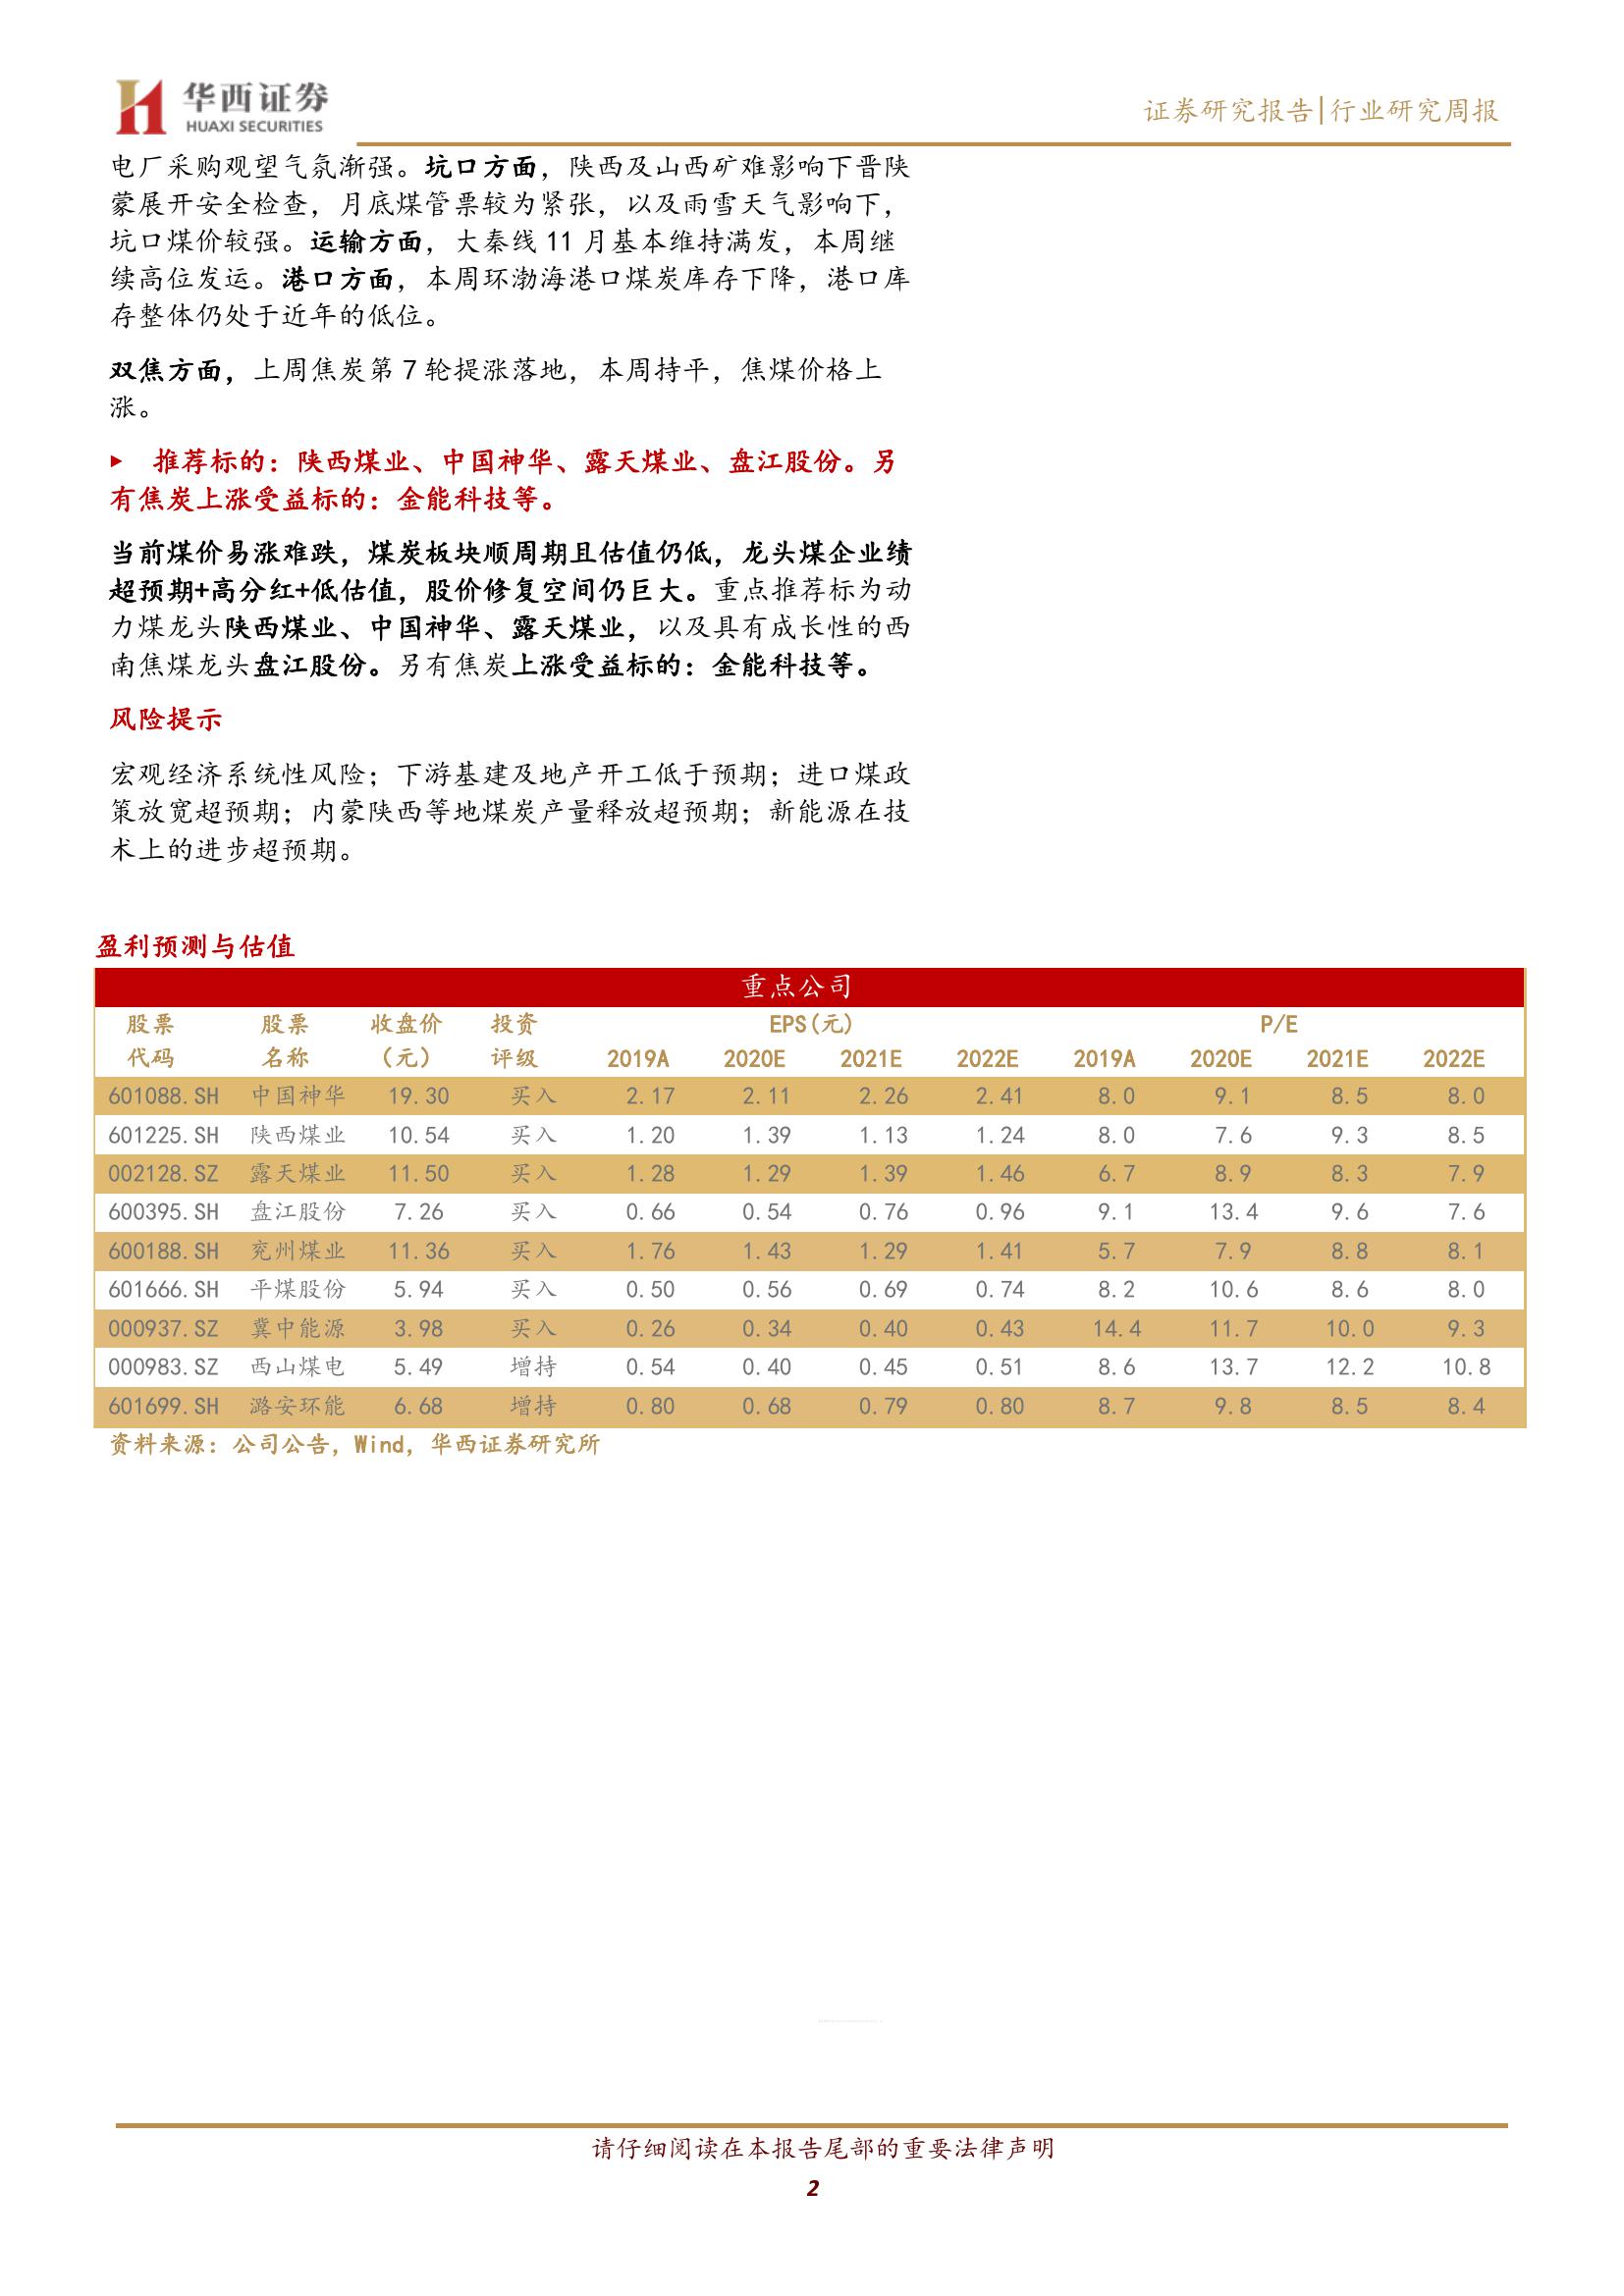 华西证券
HUAXI SECURITIES
证券研究报告|行业研究周报
电厂采购观望气氛渐强。坑口方面，陕西及山西矿难影响下晋陕
蒙展开安全检查，月底煤管票较为紧张，以及雨雪天气影响下，
坑口煤价较强。运输方面，大秦线 11 月基本维持满发，本周继
续高位发运。港口方面，本周环渤海港口煤炭库存下降，港口库
存整体仍处于近年的低位。
双焦方面，上周焦炭第 7 轮提涨落地，本周持平，焦煤价格上
涨。
▶ 推荐标的：陕西煤业、中国神华、露天煤业、盘江股份。另
有焦炭上涨受益标的：金能科技等。
当前煤价易涨难跌，煤炭板块顺周期且估值仍低，龙头煤企业绩
超预期+高分红+低估值，股价修复空间仍巨大。重点推荐标为动
力煤龙头陕西煤业、中国神华、露天煤业，以及具有成长性的西
南焦煤龙头盘江股份。另有焦炭上涨受益标的：金能科技等。
风险提示
宏观经济系统性风险；下游基建及地产开工低于预期；进口煤政
策放宽超预期；内蒙陕西等地煤炭产量释放超预期；新能源在技
术上的进步超预期。
盈利预测与估值
重点公司
股票 股票 收盘价 投资 EPS(元) P/E
代码 名称 （元） 评级 2019A 2020E 2021E 2022E 2019A 2020E 2021E 2022E
601088.SH 中国神华 19.30 买入 2.17 2.11 2.26 2.41 8.0 9.1 8.5 8.0
601225.SH 陕西煤业 10.54 买入 1.20 1.39 1.13 1.24 8.0 7.6 9.3 8.5
002128.SZ 露天煤业 11.50 买入 1.28 1.29 1.39 1.46 6.7 8.9 8.3 7.9
600395.SH 盘江股份 7.26 买入 0.66 0.54 0.76 0.96 9.1 13.4 9.6 7.6
600188.SH 兖州煤业 11.36 买入 1.76 1.43 1.29 1.41 5.7 7.9 8.8 8.1
601666.SH 平煤股份 5.94 买入 0.50 0.56 0.69 0.74 8.2 10.6 8.6 8.0
000937.SZ 冀中能源 3.98 买入 0.26 0.34 0.40 0.43 14.4 11.7 10.0 9.3
000983.SZ 西山煤电 5.49 增持 0.54 0.40 0.45 0.51 8.6 13.7 12.2 10.8
601699.SH 潞安环能 6.68 增持 0.80 0.68 0.79 0.80 8.7 9.8 8.5 8.4
资料来源：公司公告，Wind，华西证券研究所
请仔细阅读在本报告尾部的重要法律声明
2